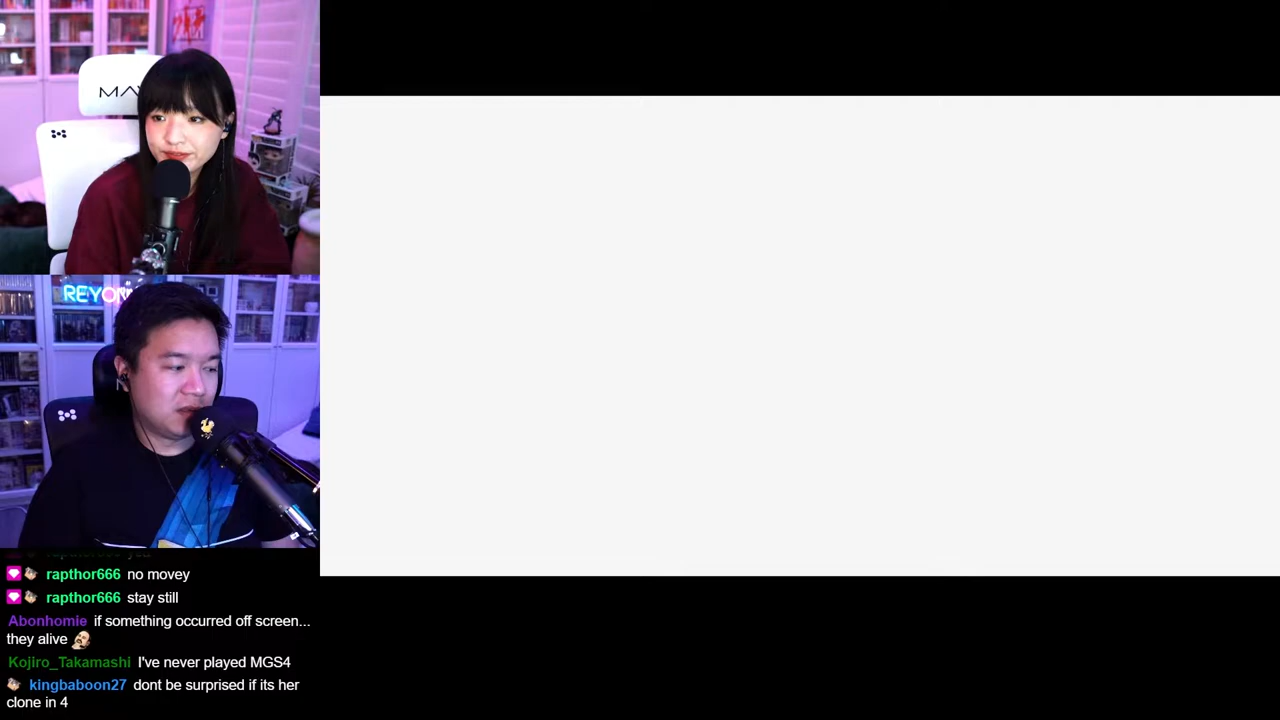 MA
REYON
rapthor666 no movey
rapthor666 stay still
Abonhomie if something occurred off screen...
they alive
Kojiro_Takamashi I've never played MGS4
kingbaboon27 dont be surprised if its her
clone in 4